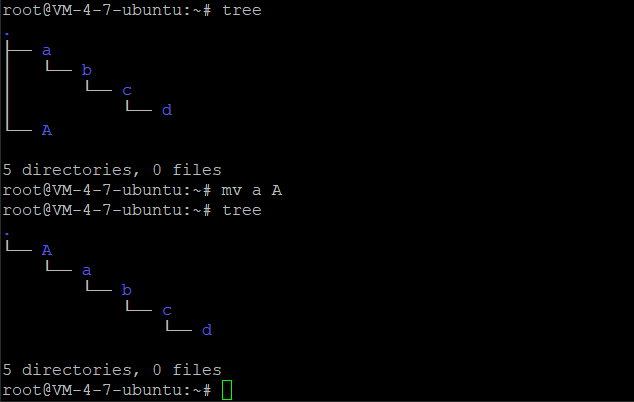 root@VM-4-7-ubuntu:~# tree
.
├── a
│   └── b
│       └── c
│           └── d
└── A
5 directories, 0 files
root@VM-4-7-ubuntu:~# mv a A
root@VM-4-7-ubuntu:~# tree
.
└── A
    └── a
        └── b
            └── c
                └── d
5 directories, 0 files
root@VM-4-7-ubuntu:~#